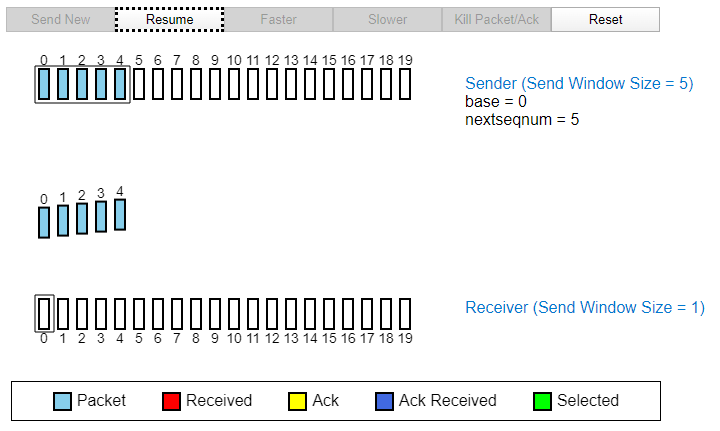 Send New Resume Faster Slower Kill Packet/Ack Reset
0 1 2 3 4 5 6 7 8 9 10 11 12 13 14 15 16 17 18 19
Sender (Send Window Size = 5)
base = 0
nextseqnum = 5
0 1 2 3 4
Receiver (Send Window Size = 1)
0 1 2 3 4 5 6 7 8 9 10 11 12 13 14 15 16 17 18 19
Packet Received Ack Ack Received Selected